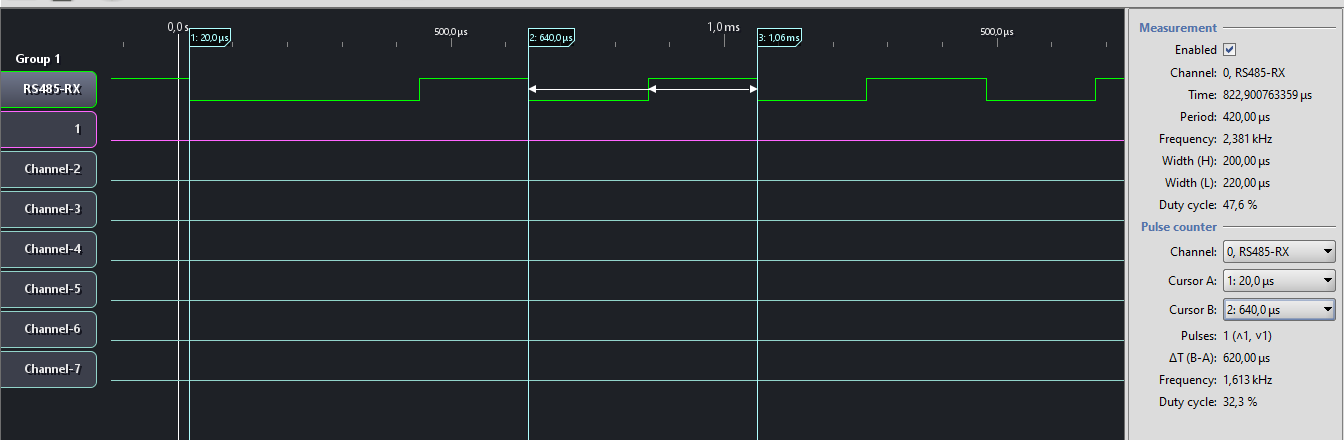 0,0 s
500,0 µs
1,0 ms
500,0 µs
1: 20,0 µs
2: 640,0 µs
3: 1,06 ms
Group 1
RS485-RX
1
Channel-2
Channel-3
Channel-4
Channel-5
Channel-6
Channel-7
Measurement
Enabled
Channel: 0, RS485-RX
Time: 822,900763359 µs
Period: 420,00 µs
Frequency: 2,381 kHz
Width (H): 200,00 µs
Width (L): 220,00 µs
Duty cycle: 47,6 %
Pulse counter
Channel: 0, RS485-RX
Cursor A: 1: 20,0 µs
Cursor B: 2: 640,0 µs
Pulses: 1 (˄1, ˅1)
ΔT (B-A): 620,00 µs
Frequency: 1,613 kHz
Duty cycle: 32,3 %